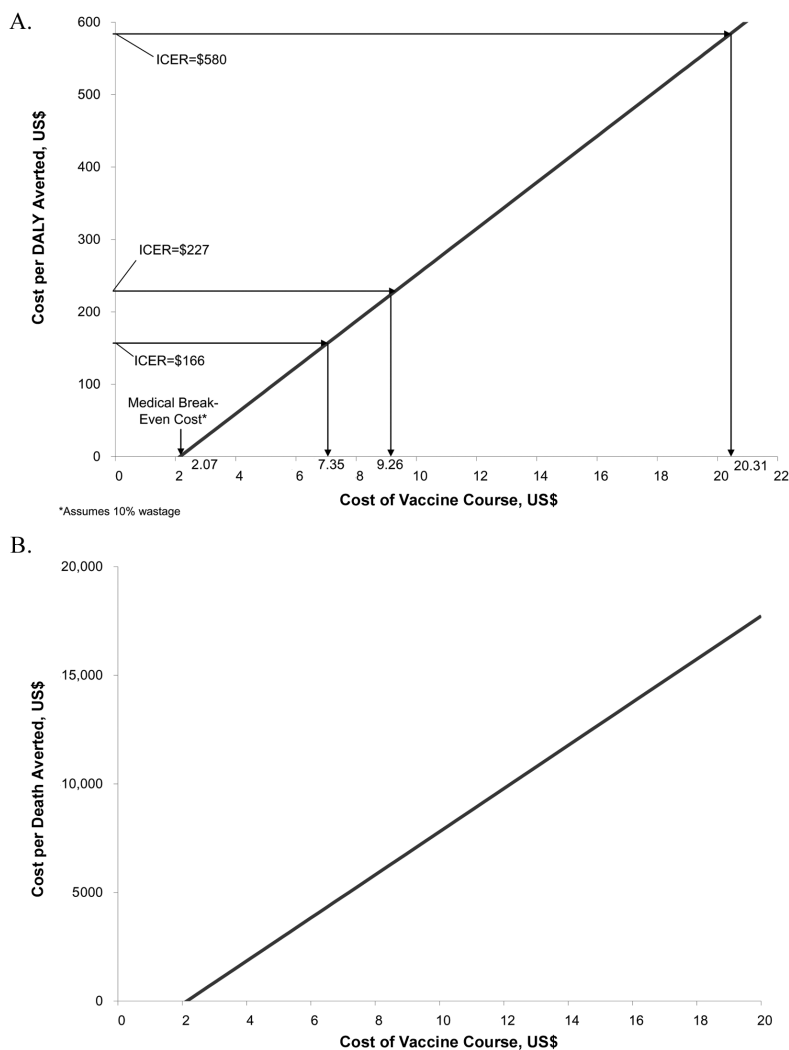 A.
600
500
400
300
200
100
0
Cost per DALY Averted, US$
ICER=$580
ICER=$227
ICER=$166
Medical Break-
Even Cost*
2.07
7.35
9.26
20.31
0 2 4 6 8 10 12 14 16 18 20 22
Cost of Vaccine Course, US$
*Assumes 10% wastage
B.
20,000
15,000
10,000
5000
0
Cost per Death Averted, US$
0 2 4 6 8 10 12 14 16 18 20
Cost of Vaccine Course, US$